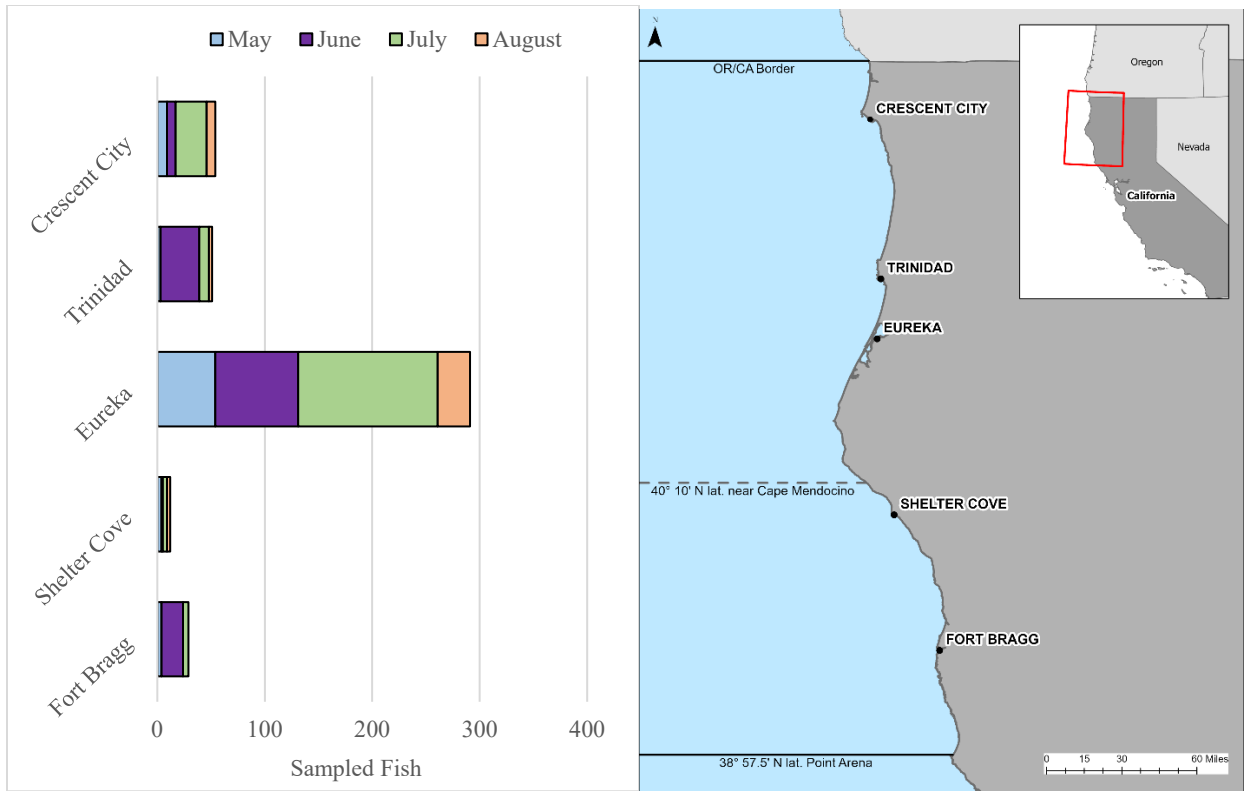 May June July August
Crescent City
Trinidad
Eureka
Shelter Cove
Fort Bragg
0 100 200 300 400
Sampled Fish
N
OR/CA Border
CRESCENT CITY
TRINIDAD
EUREKA
40° 10' N lat. near Cape Mendocino
SHELTER COVE
FORT BRAGG
38° 57.5' N lat. Point Arena
Oregon
Nevada
California
0 15 30 60 Miles